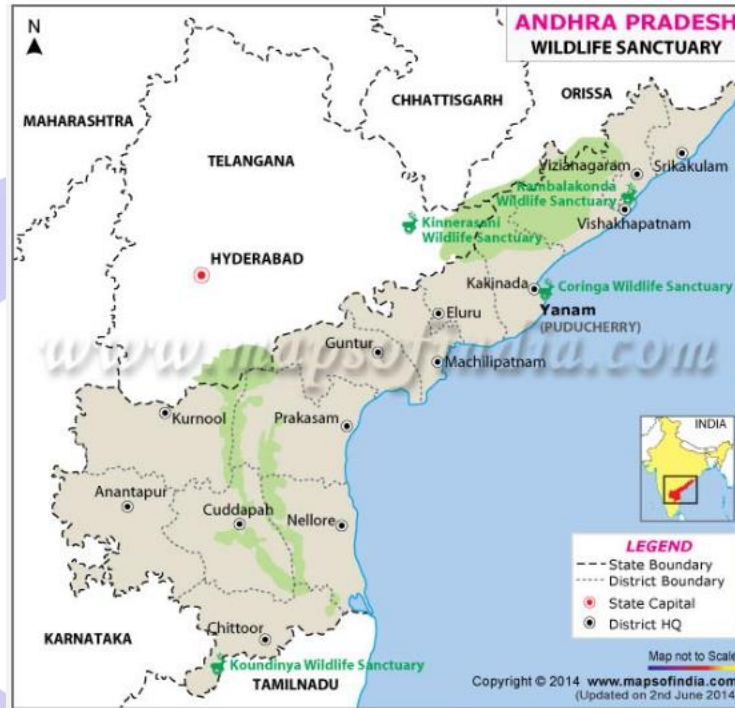 ANDHRA PRADESH
WILDLIFE SANCTUARY
N
MAHARASHTRA
CHHATTISGARH
ORISSA
TELANGANA
Vizianagaram
Srikakulam
Kambalakonda
Wildlife Sanctuary
Vishakhapatnam
Kinnerasani
Wildlife Sanctuary
HYDERABAD
Kakinada
Coringa Wildlife Sanctuary
Yanam
(PUDUCHERRY)
Eluru
Guntur
Machilipatnam
www.mapsofindia.com
Kurnool
Prakasam
INDIA
Anantapur
Cuddapah
Nellore
LEGEND
State Boundary
District Boundary
State Capital
District HQ
KARNATAKA
Chittoor
Koundinya Wildlife Sanctuary
TAMILNADU
Map not to Scale
Copyright © 2014 www.mapsofindia.com
(Updated on 2nd June 2014)